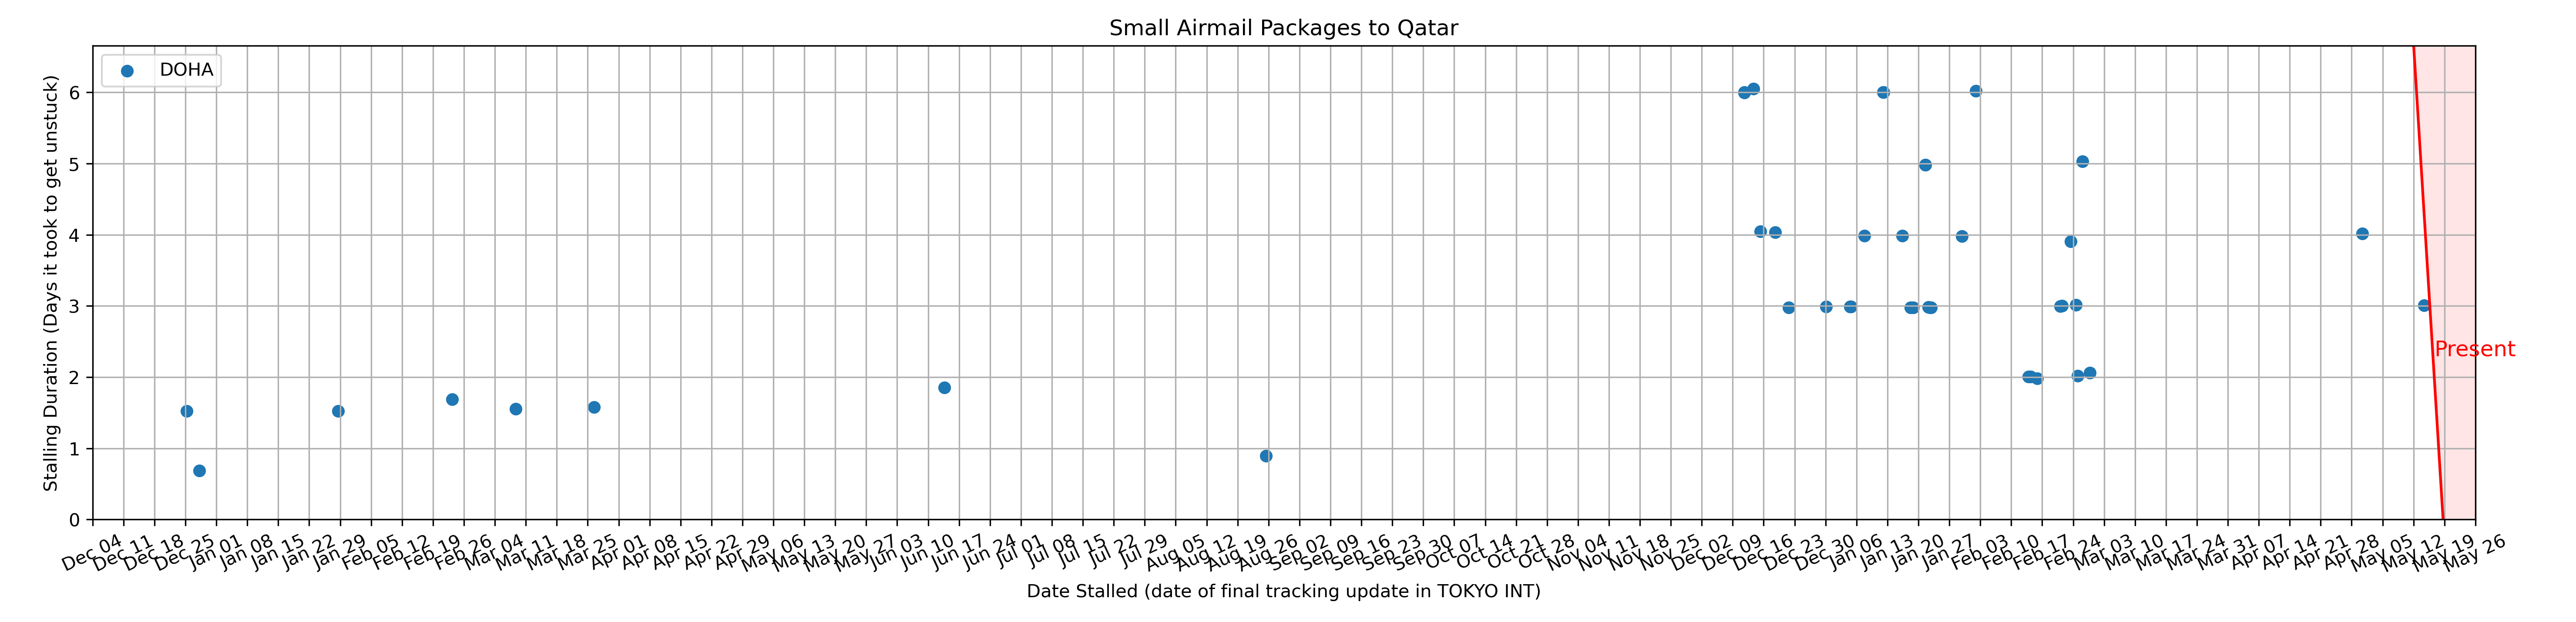 Small Airmail Packages to Qatar
DOHA
Stalling Duration (Days it took to get unstuck)
6
5
4
3
2
1
0
Present
Dec 04
Dec 11
Dec 18
Dec 25
Jan 01
Jan 08
Jan 15
Jan 22
Jan 29
Feb 05
Feb 12
Feb 19
Feb 26
Mar 04
Mar 11
Mar 18
Mar 25
Apr 01
Apr 08
Apr 15
Apr 22
Apr 29
May 06
May 13
May 20
May 27
Jun 03
Jun 10
Jun 17
Jun 24
Jul 01
Jul 08
Jul 15
Jul 22
Jul 29
Aug 05
Aug 12
Aug 19
Aug 26
Sep 02
Sep 09
Sep 16
Sep 23
Sep 30
Oct 07
Oct 14
Oct 21
Oct 28
Nov 04
Nov 11
Nov 18
Nov 25
Dec 02
Dec 09
Dec 16
Dec 23
Dec 30
Jan 06
Jan 13
Jan 20
Jan 27
Feb 03
Feb 10
Feb 17
Feb 24
Mar 03
Mar 10
Mar 17
Mar 24
Mar 31
Apr 07
Apr 14
Apr 21
Apr 28
May 05
May 12
May 19
May 26
Date Stalled (date of final tracking update in TOKYO INT)